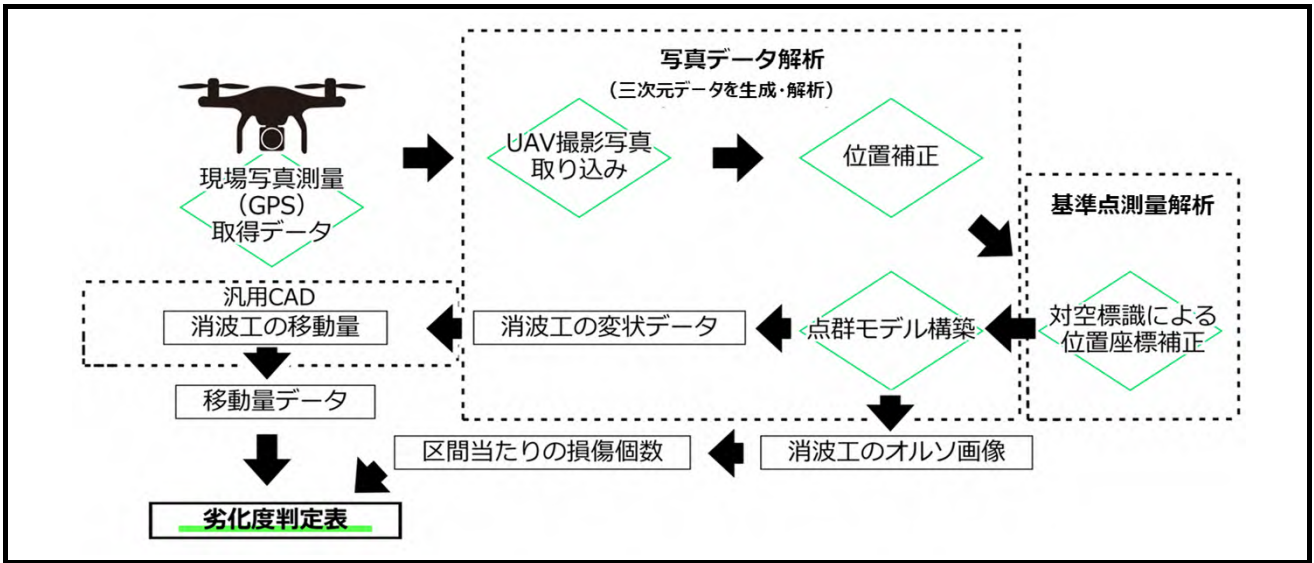 写真データ解析
(三次元データを生成・解析)
現場写真測量
(GPS)
取得データ
UAV撮影写真
取り込み
位置補正
基準点測量解析
対空標識による
位置座標補正
点群モデル構築
消波工の変状データ
汎用CAD
消波工の移動量
移動量データ
消波工のオルソ画像
区間当たりの損傷個数
劣化度判定表